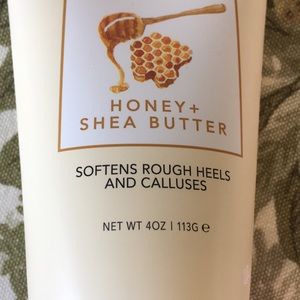 HONEY+
SHEA BUTTER
SOFTENS ROUGH HEELS
AND CALLUSES
NET WT 4OZ | 113G ℮